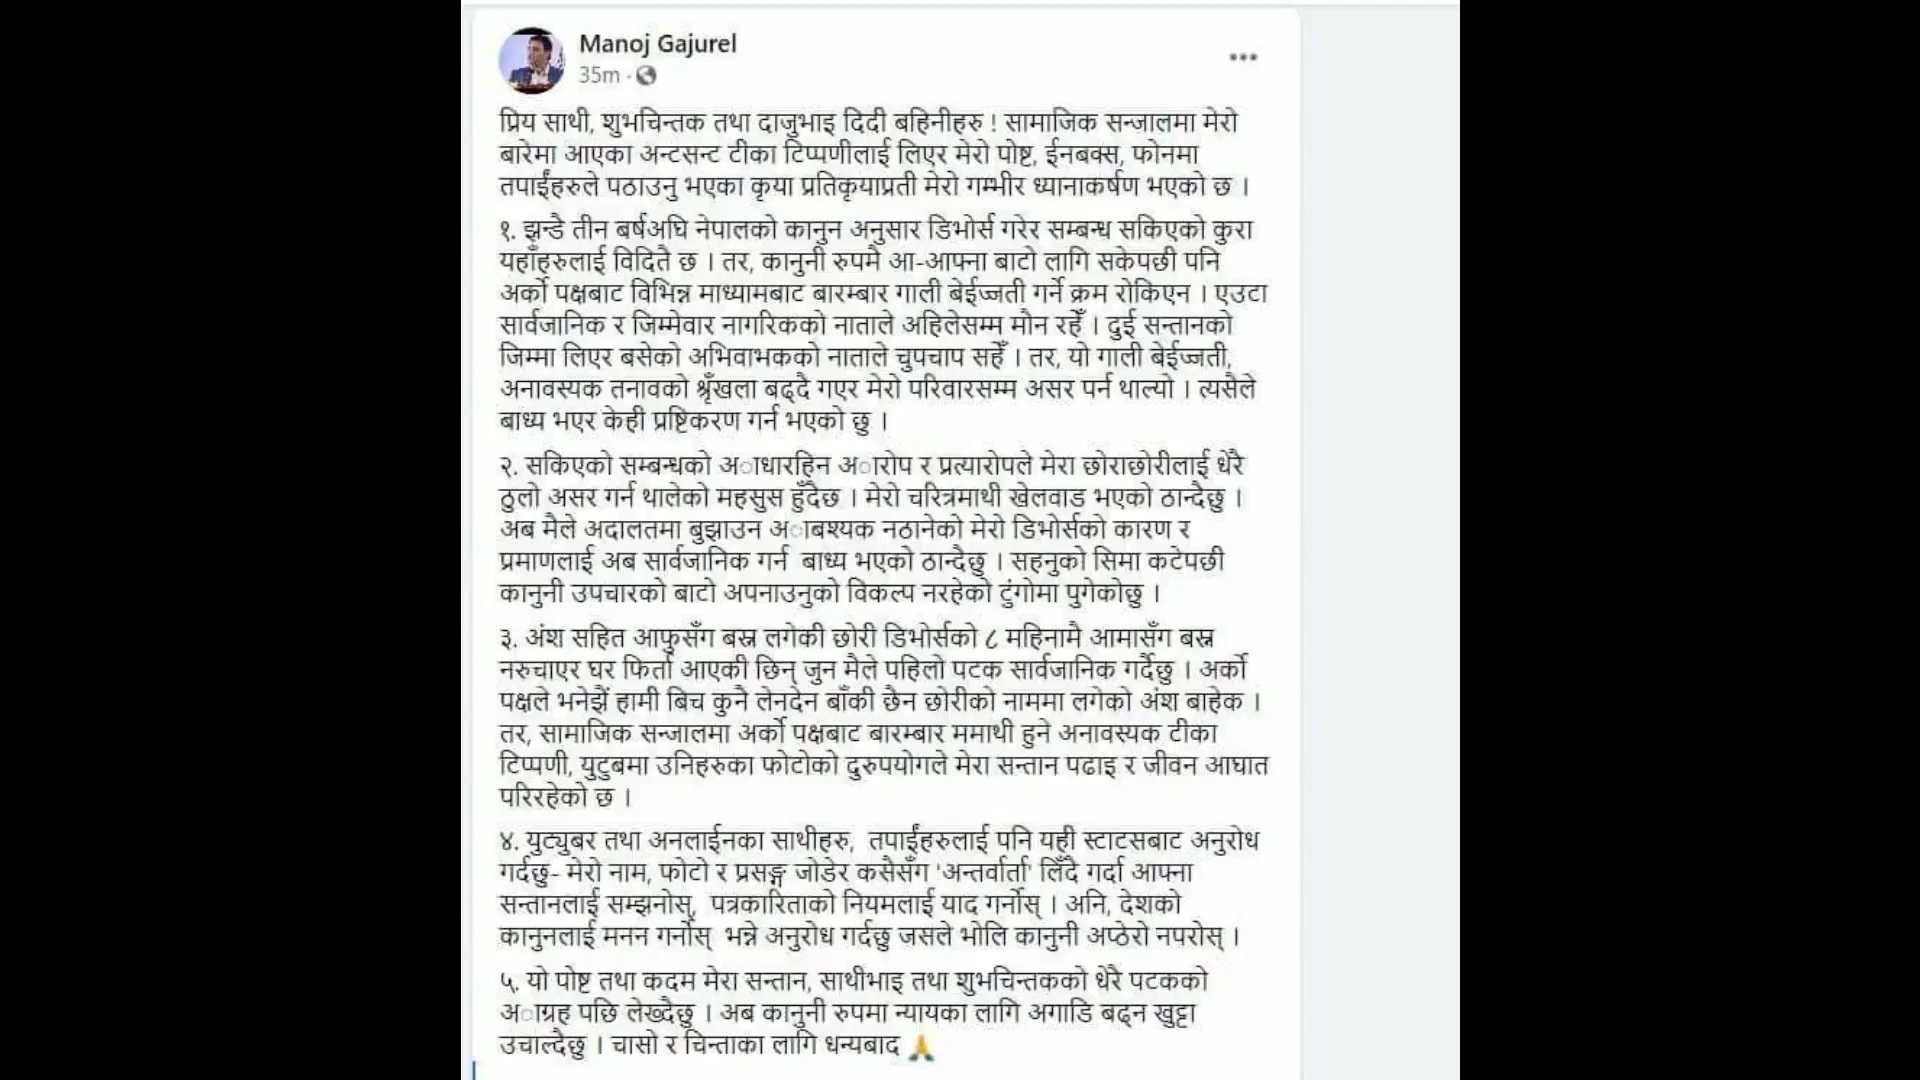 Manoj Gajurel
35m ·
प्रिय साथी, शुभचिन्तक तथा दाजुभाइ दिदी बहिनीहरु ! सामाजिक सन्जालमा मेरो
बारेमा आएका अन्टसन्ट टीका टिप्पणीलाई लिएर मेरो पोष्ट, ईनबक्स, फोनमा
तपाईंहरुले पठाउनु भएका कृया प्रतिकृयाप्रती मेरो गम्भीर ध्यानाकर्षण भएको छ ।
१. झन्डै तीन बर्षअघि नेपालको कानुन अनुसार डिभोर्स गरेर सम्बन्ध सकिएको कुरा
यहाँहरुलाई विदितै छ । तर, कानुनी रुपमै आ-आफ्ना बाटो लागि सकेपछी पनि
अर्को पक्षबाट विभिन्न माध्यामबाट बारम्बार गाली बेईज्जती गर्ने क्रम रोकिएन । एउटा
सार्वजानिक र जिम्मेवार नागरिकको नाताले अहिलेसम्म मौन रहेँ । दुई सन्तानको
जिम्मा लिएर बसेको अभिवाभकको नाताले चुपचाप सहेँ । तर, यो गाली बेईज्जती,
अनावस्यक तनावको श्रृँखला बढ्दै गएर मेरो परिवारसम्म असर पर्न थाल्यो । त्यसैले
बाध्य भएर केही प्रष्टिकरण गर्न भएको छु ।
२. सकिएको सम्बन्धको अाधारहिन अारोप र प्रत्यारोपले मेरा छोराछोरीलाई धेरै
ठुलो असर गर्न थालेको महसुस हुँदैछ । मेरो चरित्रमाथी खेलवाड भएको ठान्दैछु ।
अब मैले अदालतमा बुझाउन अाबश्यक नठानेको मेरो डिभोर्सको कारण र
प्रमाणलाई अब सार्वजानिक गर्न बाध्य भएको ठान्दैछु । सहनुको सिमा कटेपछी
कानुनी उपचारको बाटो अपनाउनुको विकल्प नरहेको टुंगोमा पुगेकोछु ।
३. अंश सहित आफुसँग बस्न लगेकी छोरी डिभोर्सको ८ महिनामै आमासँग बस्न
नरुचाएर घर फिर्ता आएकी छिन् जुन मैले पहिलो पटक सार्वजानिक गर्दैछु । अर्को
पक्षले भनेझैं हामी बिच कुनै लेनदेन बाँकी छैन छोरीको नाममा लगेको अंश बाहेक ।
तर, सामाजिक सन्जालमा अर्को पक्षबाट बारम्बार ममाथी हुने अनावस्यक टीका
टिप्पणी, युटुबमा उनिहरुका फोटोको दुरुपयोगले मेरा सन्तान पढाइ र जीवन आघात
परिरहेको छ ।
४. युट्युबर तथा अनलाईनका साथीहरु, तपाईंहरुलाई पनि यही स्टाटसबाट अनुरोध
गर्दछु- मेरो नाम, फोटो र प्रसङ्ग जोडेर कसैसँग 'अन्तर्वार्ता' लिँदै गर्दा आफ्ना
सन्तानलाई सम्झनोस्, पत्रकारिताको नियमलाई याद गर्नोस् । अनि, देशको
कानुनलाई मनन गर्नोस् भन्ने अनुरोध गर्दछु जसले भोलि कानुनी अप्ठेरो नपरोस् ।
५. यो पोष्ट तथा कदम मेरा सन्तान, साथीभाइ तथा शुभचिन्तकको धेरै पटकको
अाग्रह पछि लेख्दैछु । अब कानुनी रुपमा न्यायका लागि अगाडि बढ्न खुट्टा
उचाल्दैछु । चासो र चिन्ताका लागि धन्यबाद 🙏